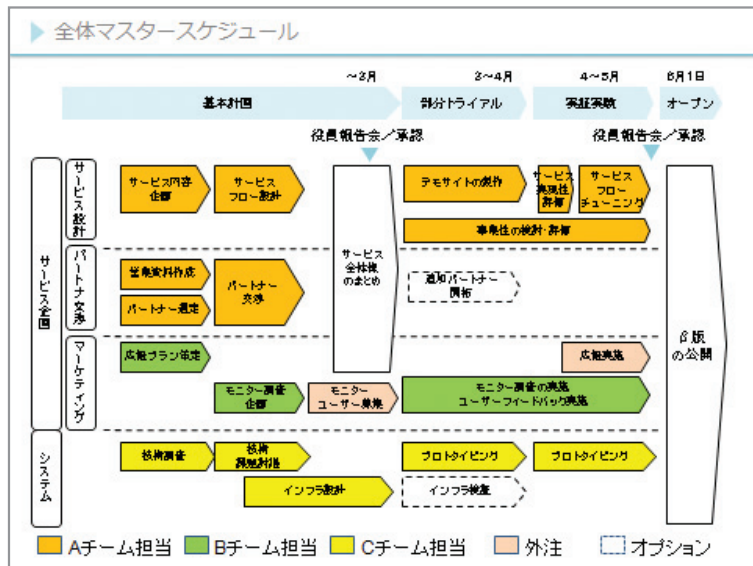 全体マスタースケジュール
～3月
3～4月
4～5月
6月1日
基本計画
部分トライアル
実証実験
オープン
役員報告会／承認
役員報告会／承認
サービス企画
サービス設計
サービス内容
企画
サービス
フロー設計
サービス
全体像
のまとめ
デモサイトの製作
サービス
実現性
評価
サービス
フロー
チューニング
事業性の検討・評価
β版
の公開
パートナ交渉
営業資料作成
パートナー選定
パートナー
交渉
追加パートナー
開拓
マーケティング
広報プラン策定
広報実施
モニター調査
企画
モニター
ユーザー募集
モニター調査の実施
ユーザーフィードバック実施
システム
技術調査
技術
課題討議
プロトタイピング
プロトタイピング
インフラ設計
インフラ検証
Aチーム担当
Bチーム担当
Cチーム担当
外注
オプション